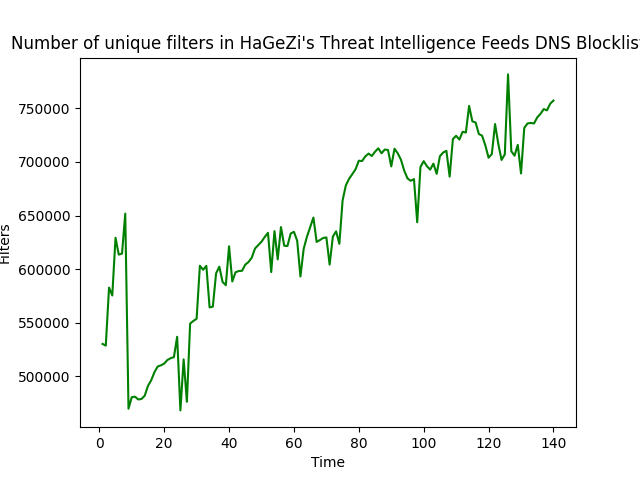 Number of unique filters in HaGeZi's Threat Intelligence Feeds DNS Blocklis
750000
700000
650000
600000
550000
500000
Filters
0 20 40 60 80 100 120 140
Time